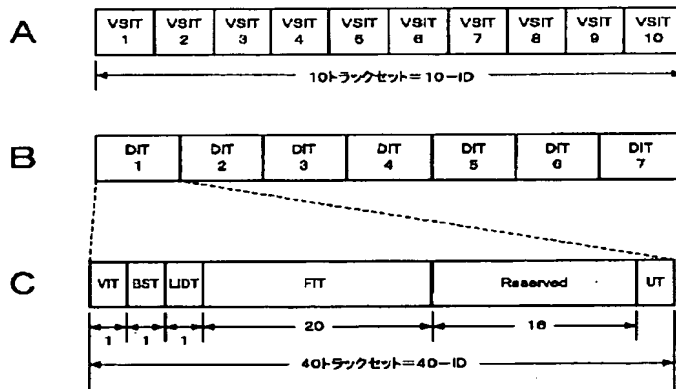 A
VSIT 1 VSIT 2 VSIT 3 VSIT 4 VSIT 5 VSIT 6 VSIT 7 VSIT 8 VSIT 9 VSIT 10
10トラックセット=10-ID
B
DIT 1 DIT 2 DIT 3 DIT 4 DIT 5 DIT 6 DIT 7
C
VIT BST LIDT FIT Reserved UT
1 1 1 20 16
40トラックセット=40-ID